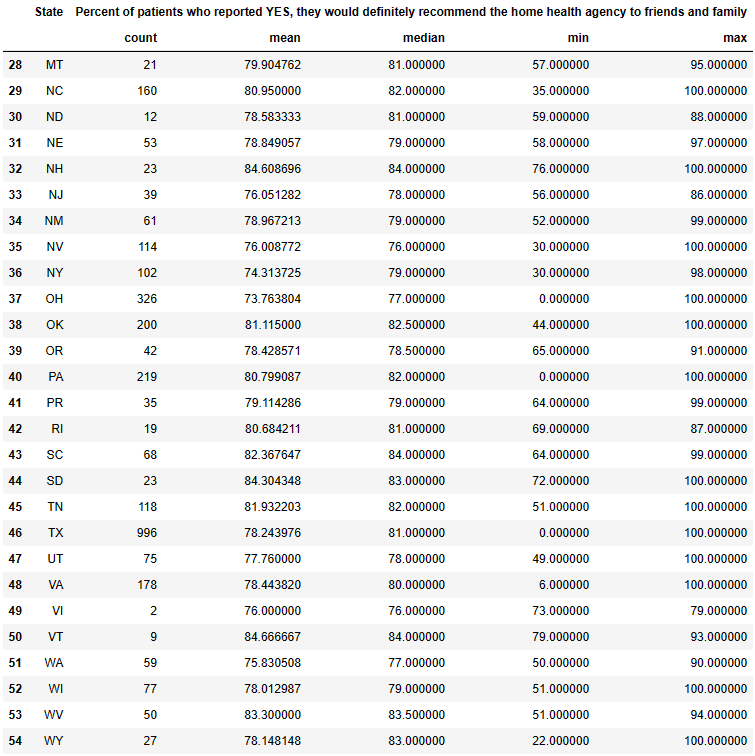 State Percent of patients who reported YES, they would definitely recommend the home health agency to friends and family
count mean median min max
28 MT 21 79.904762 81.000000 57.000000 95.000000
29 NC 160 80.950000 82.000000 35.000000 100.000000
30 ND 12 78.583333 81.000000 59.000000 88.000000
31 NE 53 78.849057 79.000000 58.000000 97.000000
32 NH 23 84.608696 84.000000 76.000000 100.000000
33 NJ 39 76.051282 78.000000 56.000000 86.000000
34 NM 61 78.967213 79.000000 52.000000 99.000000
35 NV 114 76.008772 76.000000 30.000000 100.000000
36 NY 102 74.313725 79.000000 30.000000 98.000000
37 OH 326 73.763804 77.000000 0.000000 100.000000
38 OK 200 81.115000 82.500000 44.000000 100.000000
39 OR 42 78.428571 78.500000 65.000000 91.000000
40 PA 219 80.799087 82.000000 0.000000 100.000000
41 PR 35 79.114286 79.000000 64.000000 99.000000
42 RI 19 80.684211 81.000000 69.000000 87.000000
43 SC 68 82.367647 84.000000 64.000000 99.000000
44 SD 23 84.304348 83.000000 72.000000 100.000000
45 TN 118 81.932203 82.000000 51.000000 100.000000
46 TX 996 78.243976 81.000000 0.000000 100.000000
47 UT 75 77.760000 78.000000 49.000000 100.000000
48 VA 178 78.443820 80.000000 6.000000 100.000000
49 VI 2 76.000000 76.000000 73.000000 79.000000
50 VT 9 84.666667 84.000000 79.000000 93.000000
51 WA 59 75.830508 77.000000 50.000000 90.000000
52 WI 77 78.012987 79.000000 51.000000 100.000000
53 WV 50 83.300000 83.500000 51.000000 94.000000
54 WY 27 78.148148 83.000000 22.000000 100.000000